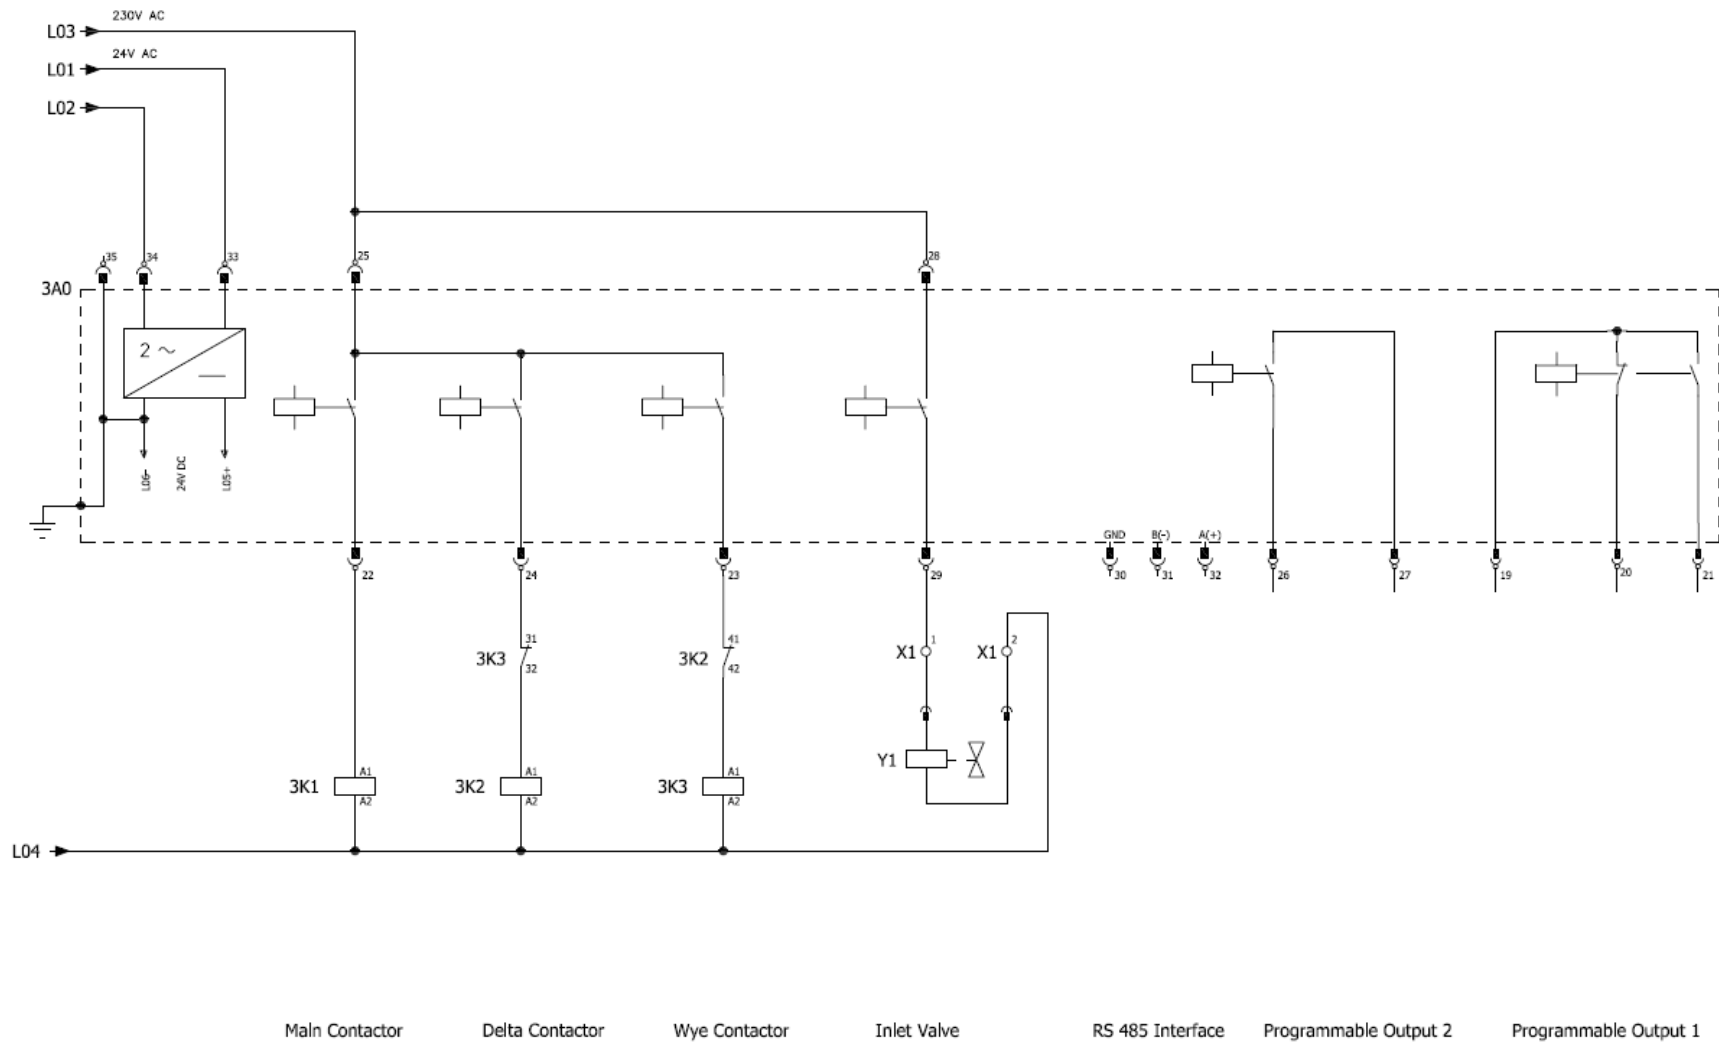 230V AC
L03
24V AC
L01
L02
35
34
33
25
28
3A0
2 ~
L06-
24V DC
L05+
GND
B(-)
A(+)
22
24
23
29
30
31
32
26
27
19
20
21
31
3K3
32
41
3K2
42
X1
1
X1
2
Y1
3K1
A1
A2
3K2
A1
A2
3K3
A1
A2
L04
Main Contactor
Delta Contactor
Wye Contactor
Inlet Valve
RS 485 Interface
Programmable Output 2
Programmable Output 1